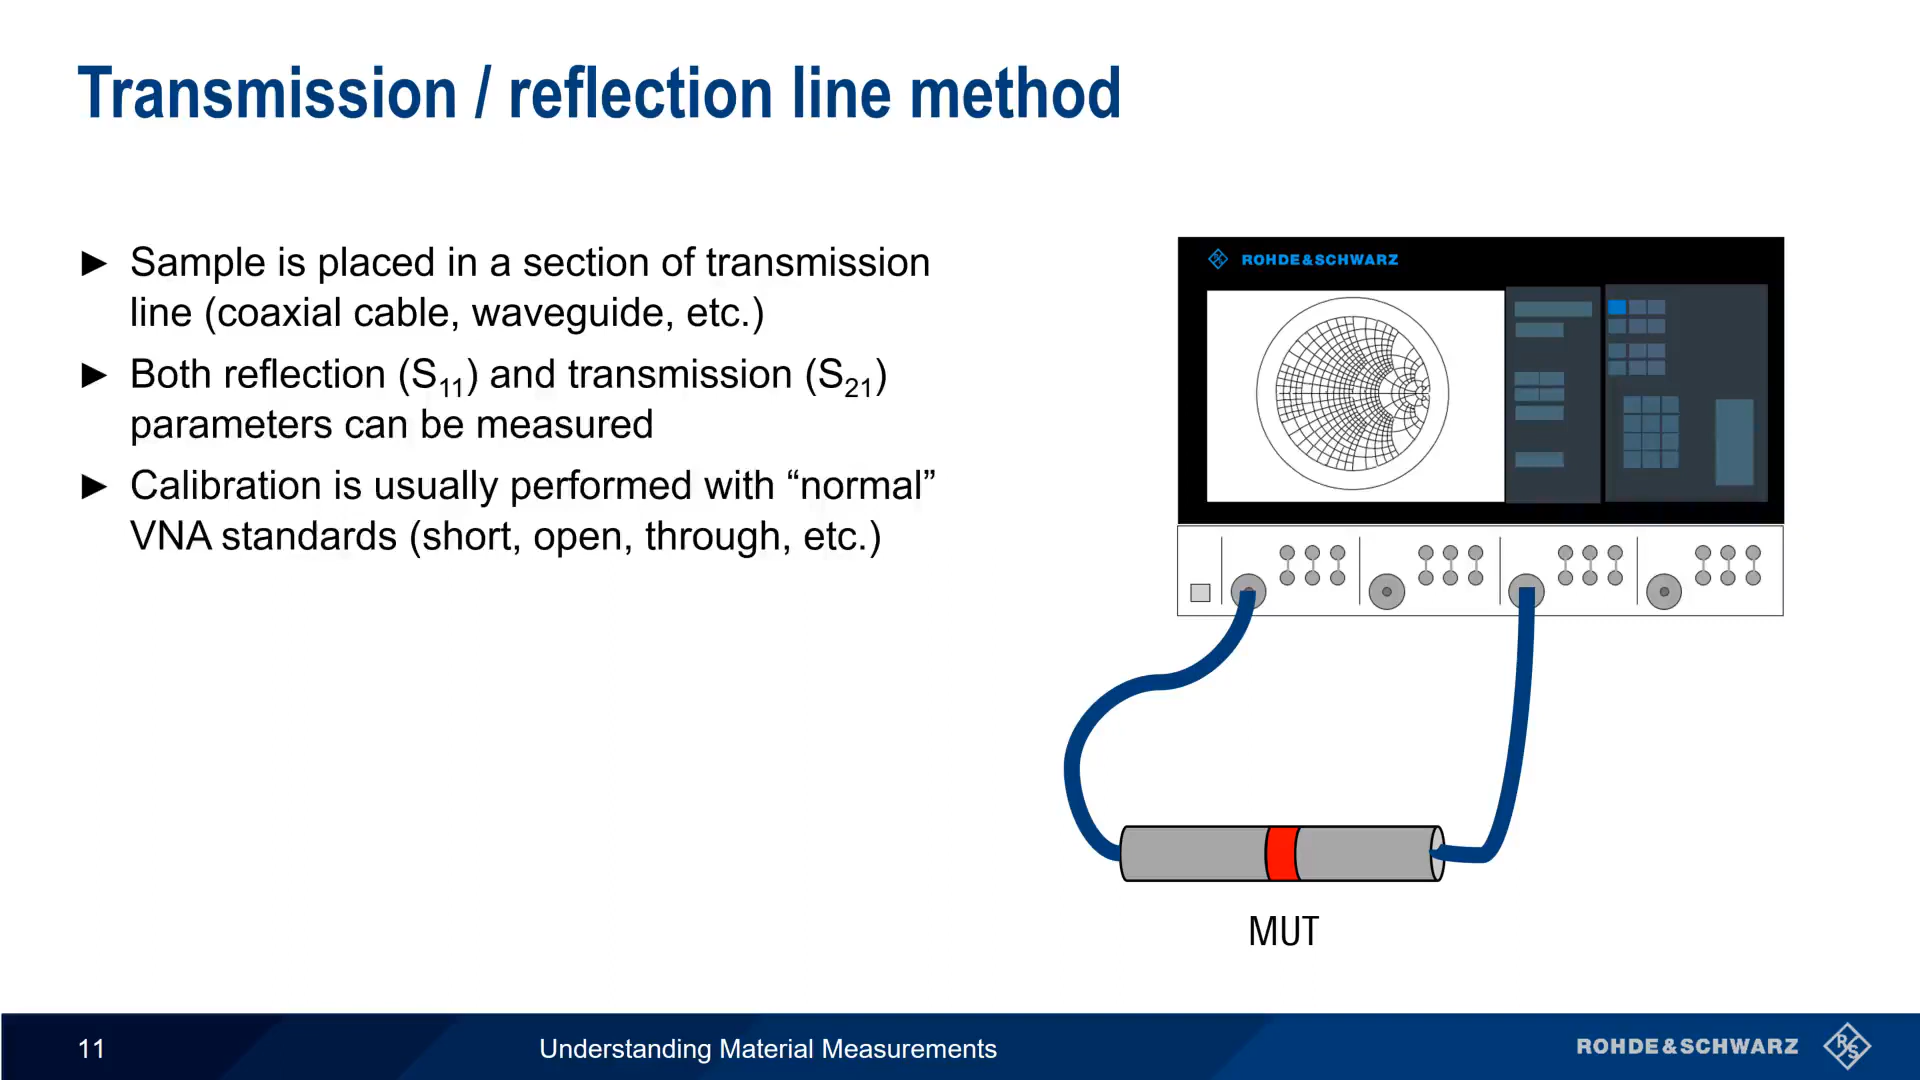 Transmission / reflection line method
► Sample is placed in a section of transmission
line (coaxial cable, waveguide, etc.)
► Both reflection (S11) and transmission (S21)
parameters can be measured
► Calibration is usually performed with “normal”
VNA standards (short, open, through, etc.)
ROHDE&SCHWARZ
MUT
11
Understanding Material Measurements
ROHDE&SCHWARZ
R&S